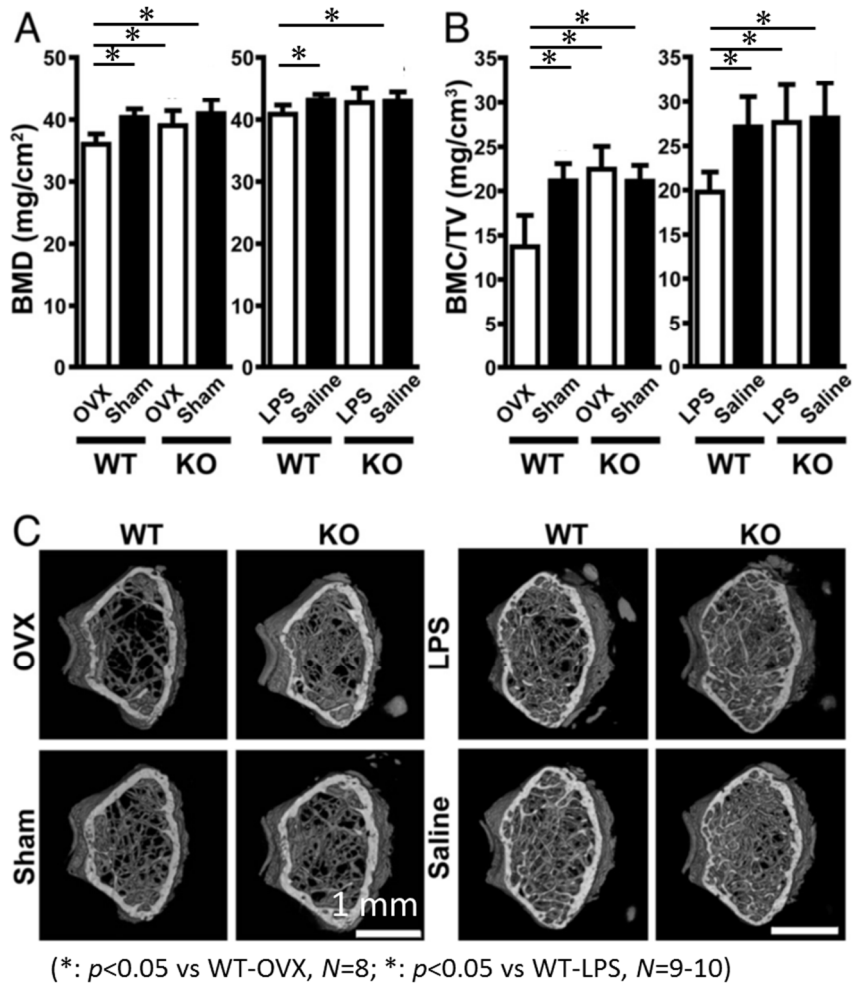 A
B
* * *
* *
* * *
* * *
BMD (mg/cm²)
50
40
30
40
20
10
0
50
40
30
20
10
0
OVX Sham OVX Sham
WT KO
LPS Saline LPS Saline
WT KO
BMC/TV (mg/cm³)
35
30
25
20
15
10
5
0
35
30
25
20
15
10
5
0
OVX Sham OVX Sham
WT KO
LPS Saline LPS Saline
WT KO
C
WT KO WT KO
OVX
LPS
Sham
Saline
1 mm
(*: p<0.05 vs WT-OVX, N=8; *: p<0.05 vs WT-LPS, N=9-10)